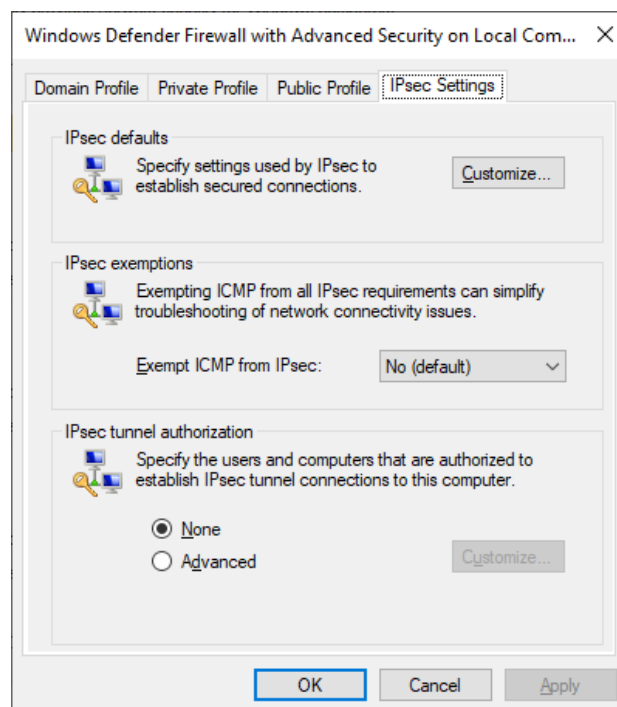 Windows Defender Firewall with Advanced Security on Local Com...
Domain Profile Private Profile Public Profile IPsec Settings
IPsec defaults
Specify settings used by IPsec to
establish secured connections.
Customize...
IPsec exemptions
Exempting ICMP from all IPsec requirements can simplify
troubleshooting of network connectivity issues.
Exempt ICMP from IPsec: No (default)
IPsec tunnel authorization
Specify the users and computers that are authorized to
establish IPsec tunnel connections to this computer.
None
Advanced
Customize...
OK Cancel Apply